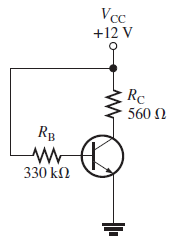 VCC
+12 V
RC
560 Ω
RB
330 kΩ